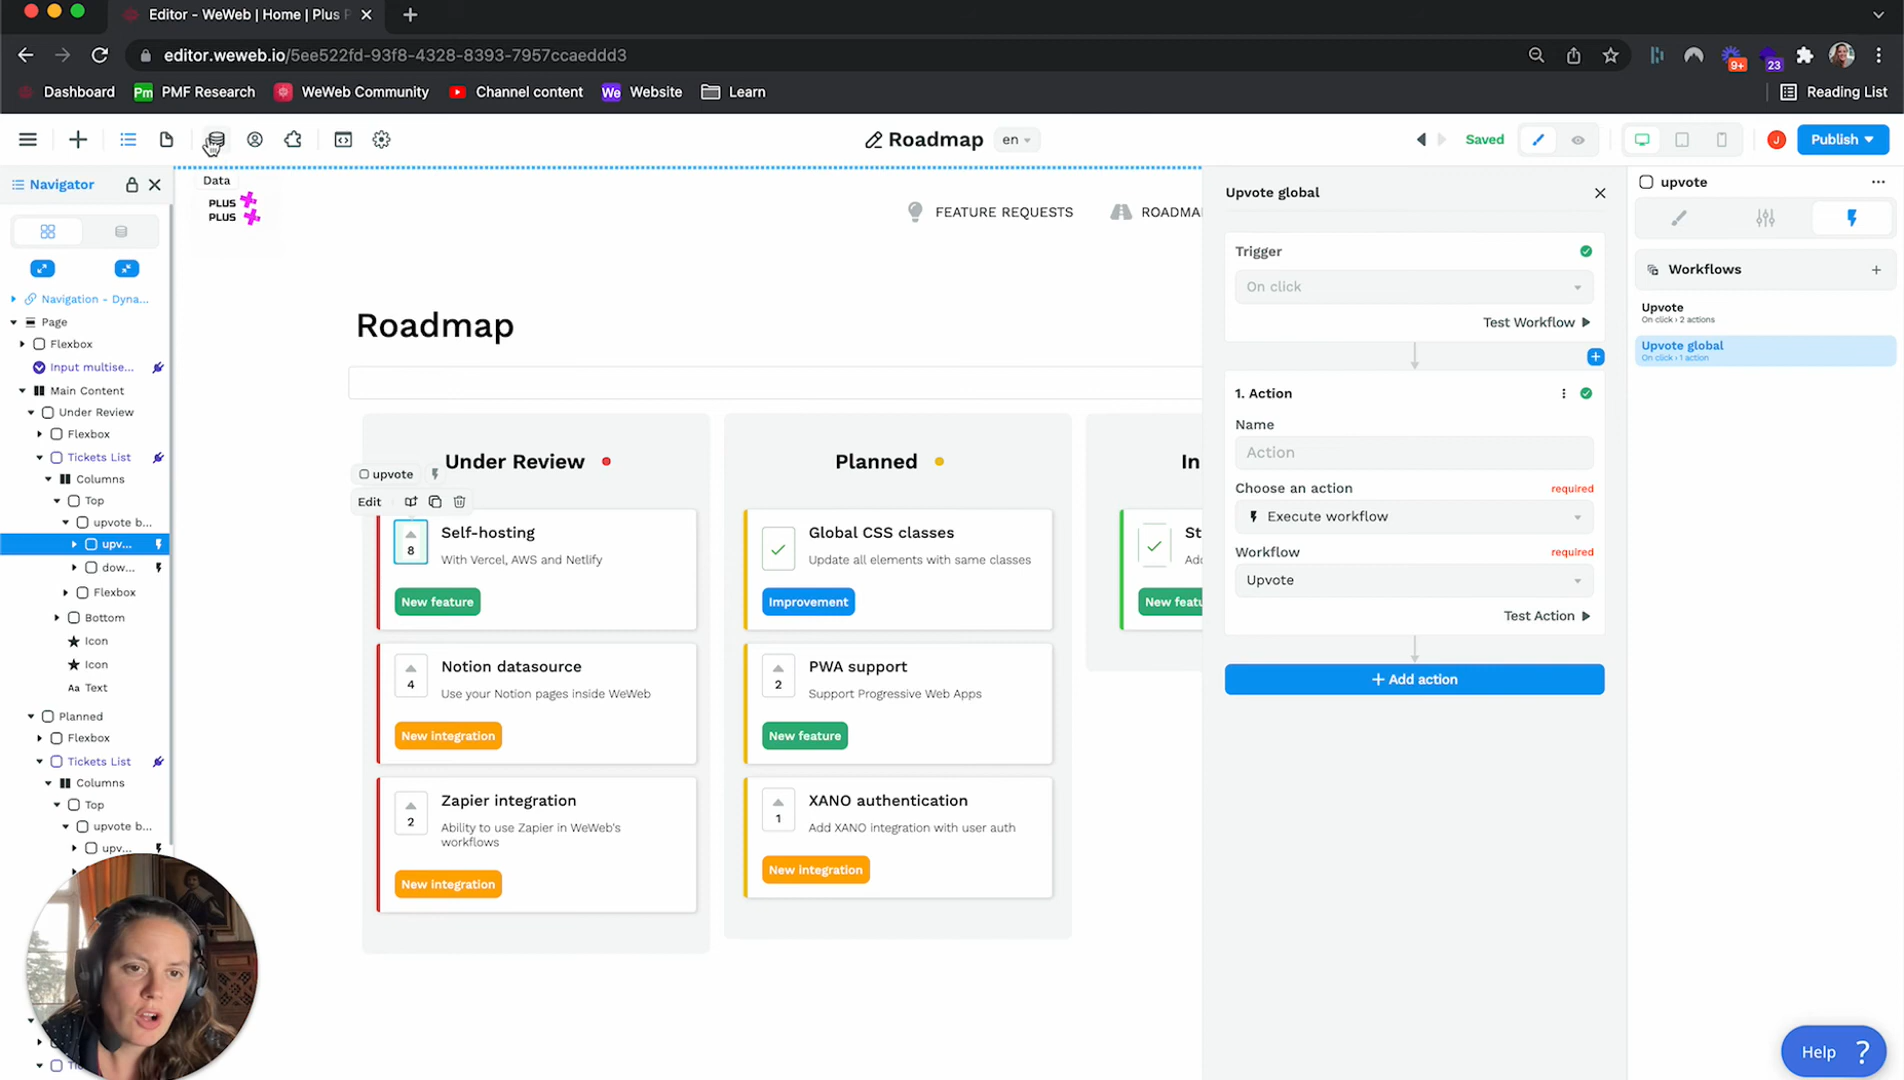 Editor - WeWeb | Home | Plus P
editor.weweb.io/5ee522fd-93f8-4328-8393-7957ccaeddd3
9+
23
Dashboard
Pm PMF Research
WeWeb Community
Channel content
We Website
Learn
Reading List
Roadmap
en
Saved
J
Publish
Navigator
Data
PLUS
PLUS
FEATURE REQUESTS
ROADMA
Navigation - Dyna...
Page
Flexbox
Input multise...
Main Content
Under Review
Flexbox
Tickets List
Columns
Top
upvote b...
upv...
dow...
Flexbox
Bottom
Icon
Icon
Aa Text
Planned
Flexbox
Tickets List
Columns
Top
upvote b...
upv...
Roadmap
Under Review
upvote
Edit
8
Self-hosting
With Vercel, AWS and Netlify
New feature
4
Notion datasource
Use your Notion pages inside WeWeb
New integration
2
Zapier integration
Ability to use Zapier in WeWeb's
workflows
New integration
Planned
Global CSS classes
Update all elements with same classes
Improvement
2
PWA support
Support Progressive Web Apps
New feature
1
XANO authentication
Add XANO integration with user auth
New integration
In
St
Ad
New featu
Upvote global
Trigger
On click
Test Workflow
1. Action
Name
Action
Choose an action
required
Execute workflow
Workflow
required
Upvote
Test Action
+ Add action
upvote
Workflows
Upvote
On click › 2 actions
Upvote global
On click › 1 action
Help ?